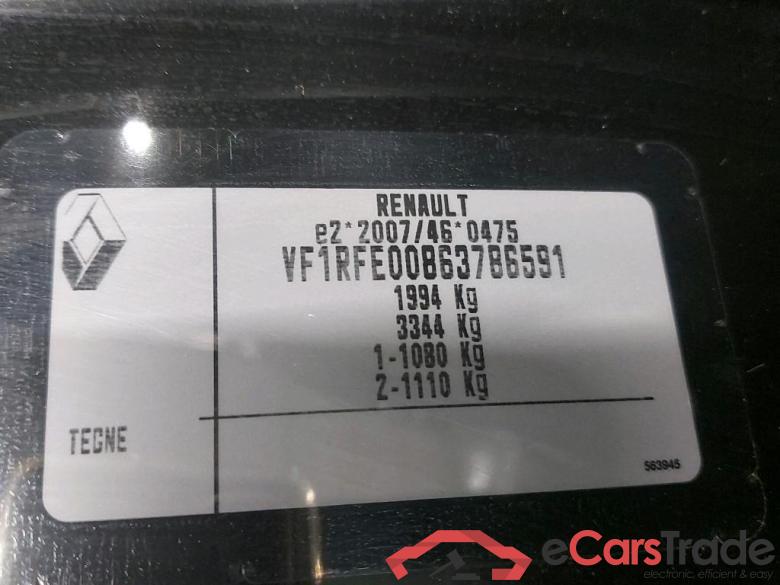 RENAULT
e2*2007/46*0475
VF1RFE00863786591
1994 Kg
3344 Kg
1-1080 Kg
2-1110 Kg
TEGNE
563945
eCarsTrade
electronic, efficient & easy